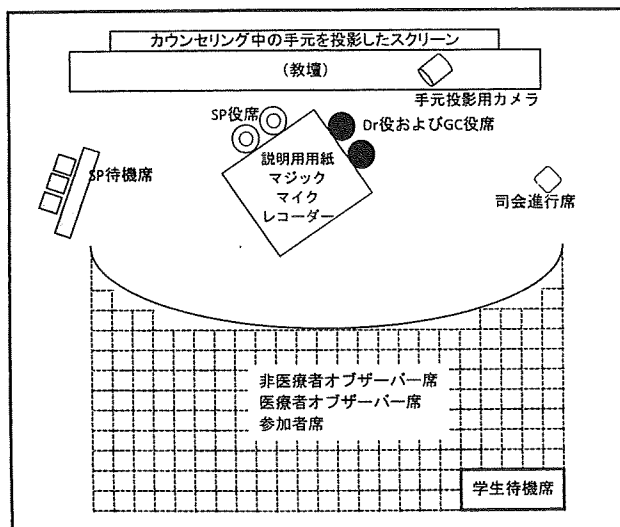 カウンセリング中の手元を投影したスクリーン
(教壇)
手元投影用カメラ
SP役席
Dr役およびGC役席
説明用用紙
マジック
マイク
レコーダー
SP待機席
司会進行席
非医療者オブザーバー席
医療者オブザーバー席
参加者席
学生待機席